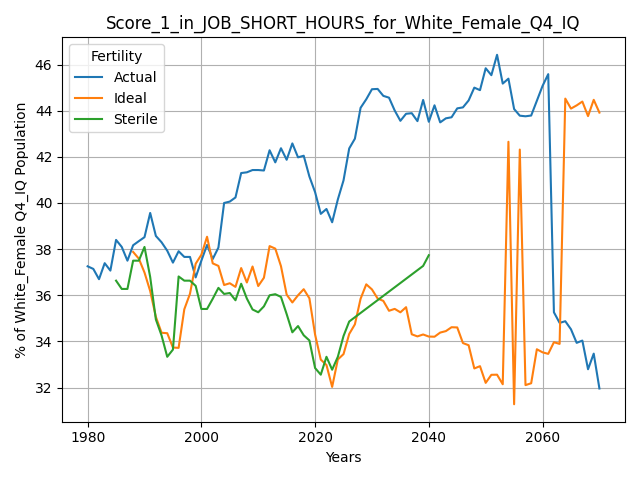 Score_1_in_JOB_SHORT_HOURS_for_White_Female_Q4_IQ
Fertility
Actual
Ideal
Sterile
% of White_Female Q4_IQ Population
46
44
42
40
38
36
34
32
1980
2000
2020
2040
2060
Years